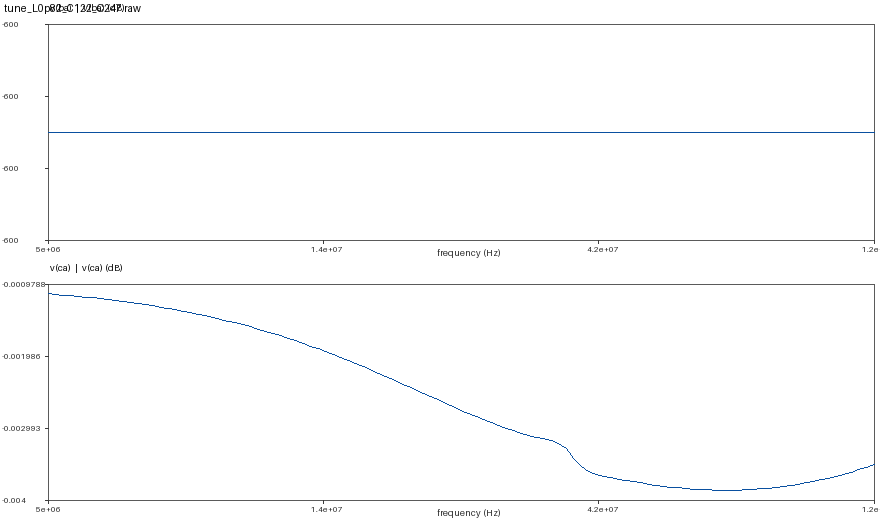 -600
-600
-600
-600
5e+06 1.4e+07 4.2e+07 1.2e
frequency (Hz)
v(ca) | v(ca) (dB)
-0.0009788
-0.001986
-0.002993
-0.004
5e+06 1.4e+07 4.2e+07 1.2e
frequency (Hz)